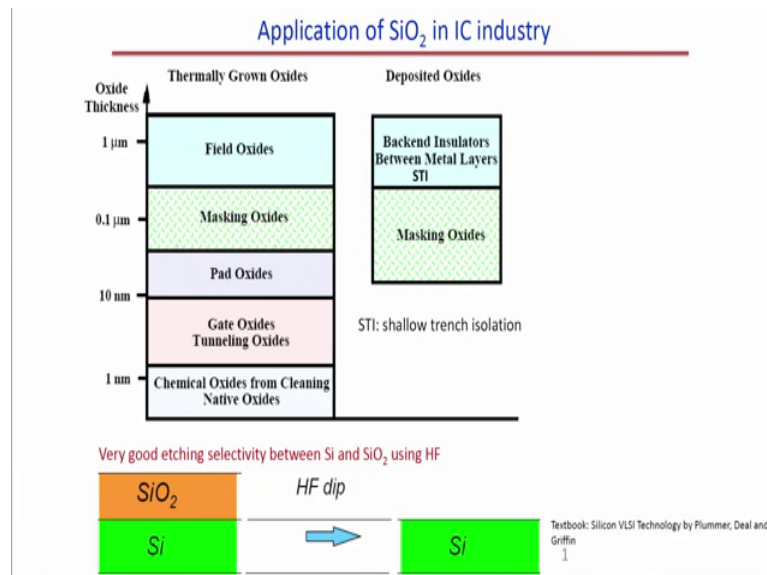 Application of SiO₂ in IC industry
Thermally Grown Oxides
Deposited Oxides
Oxide
Thickness
1 μm
0.1 μm
10 nm
1 nm
Field Oxides
Masking Oxides
Pad Oxides
Gate Oxides
Tunneling Oxides
Chemical Oxides from Cleaning
Native Oxides
Backend Insulators
Between Metal Layers
STI
Masking Oxides
STI: shallow trench isolation
Very good etching selectivity between Si and SiO₂ using HF
SiO₂
Si
HF dip
Si
Textbook: Silicon VLSI Technology by Plummer, Deal and
Griffin
1